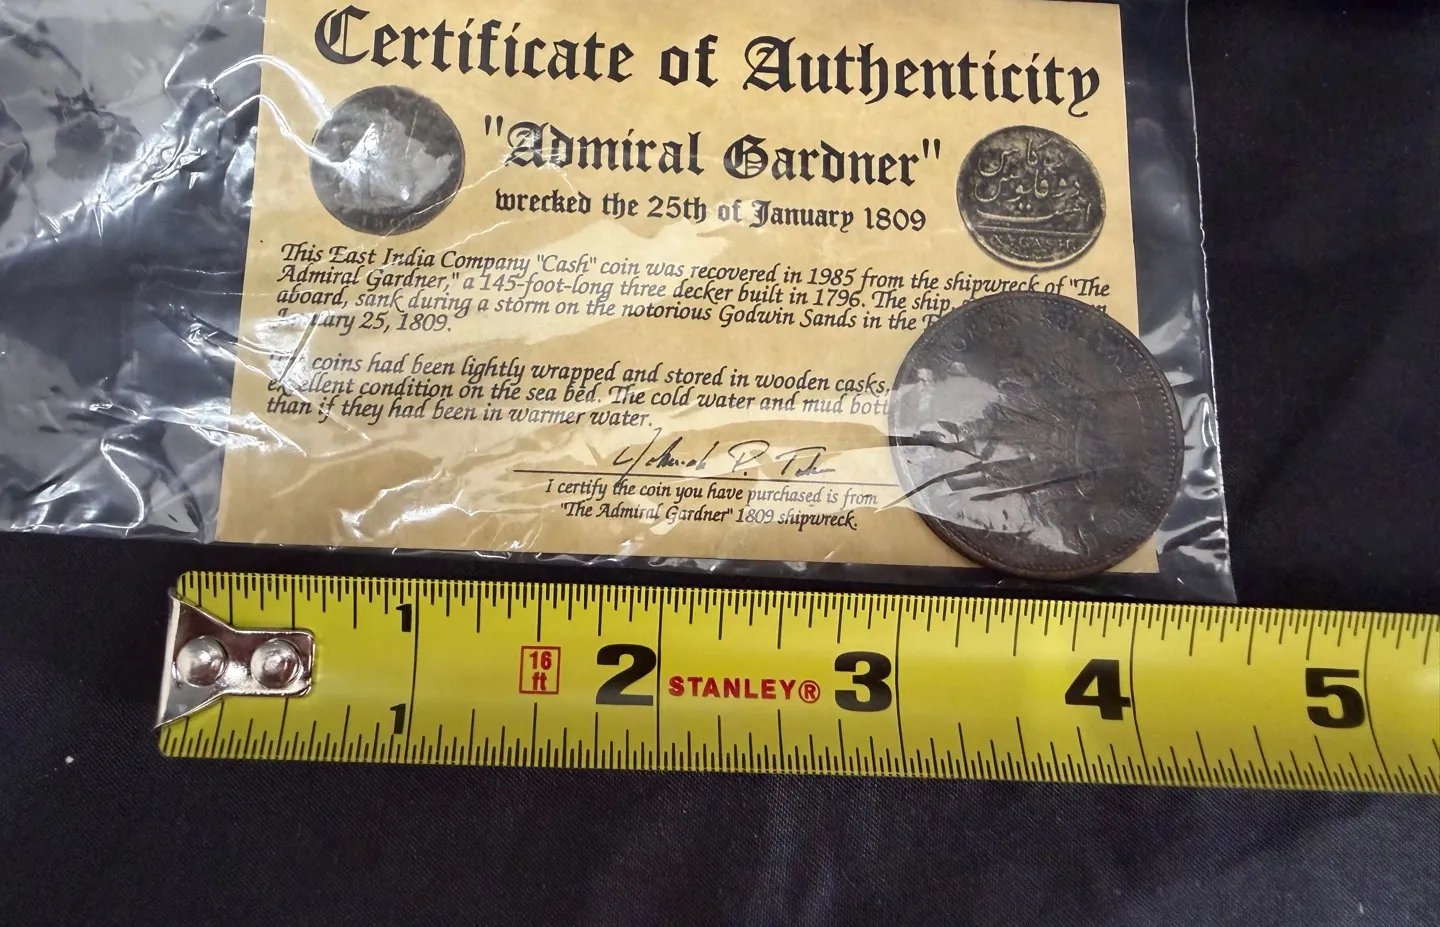 Certificate of Authenticity
"Admiral Gardner"
wrecked the 25th of January 1809
This East India Company "Cash" coin was recovered in 1985 from the shipwreck of "The
Admiral Gardner," a 145-foot-long three decker built in 1796. The ship,
aboard, sank during a storm on the notorious Godwin Sands in the
January 25, 1809.
coins had been lightly wrapped and stored in wooden casks,
excellent condition on the sea bed. The cold water and mud
than if they had been in warmer water.
I certify the coin you have purchased is from
"The Admiral Gardner" 1809 shipwreck.
1 16 ft 2 STANLEY® 3 4 5
1